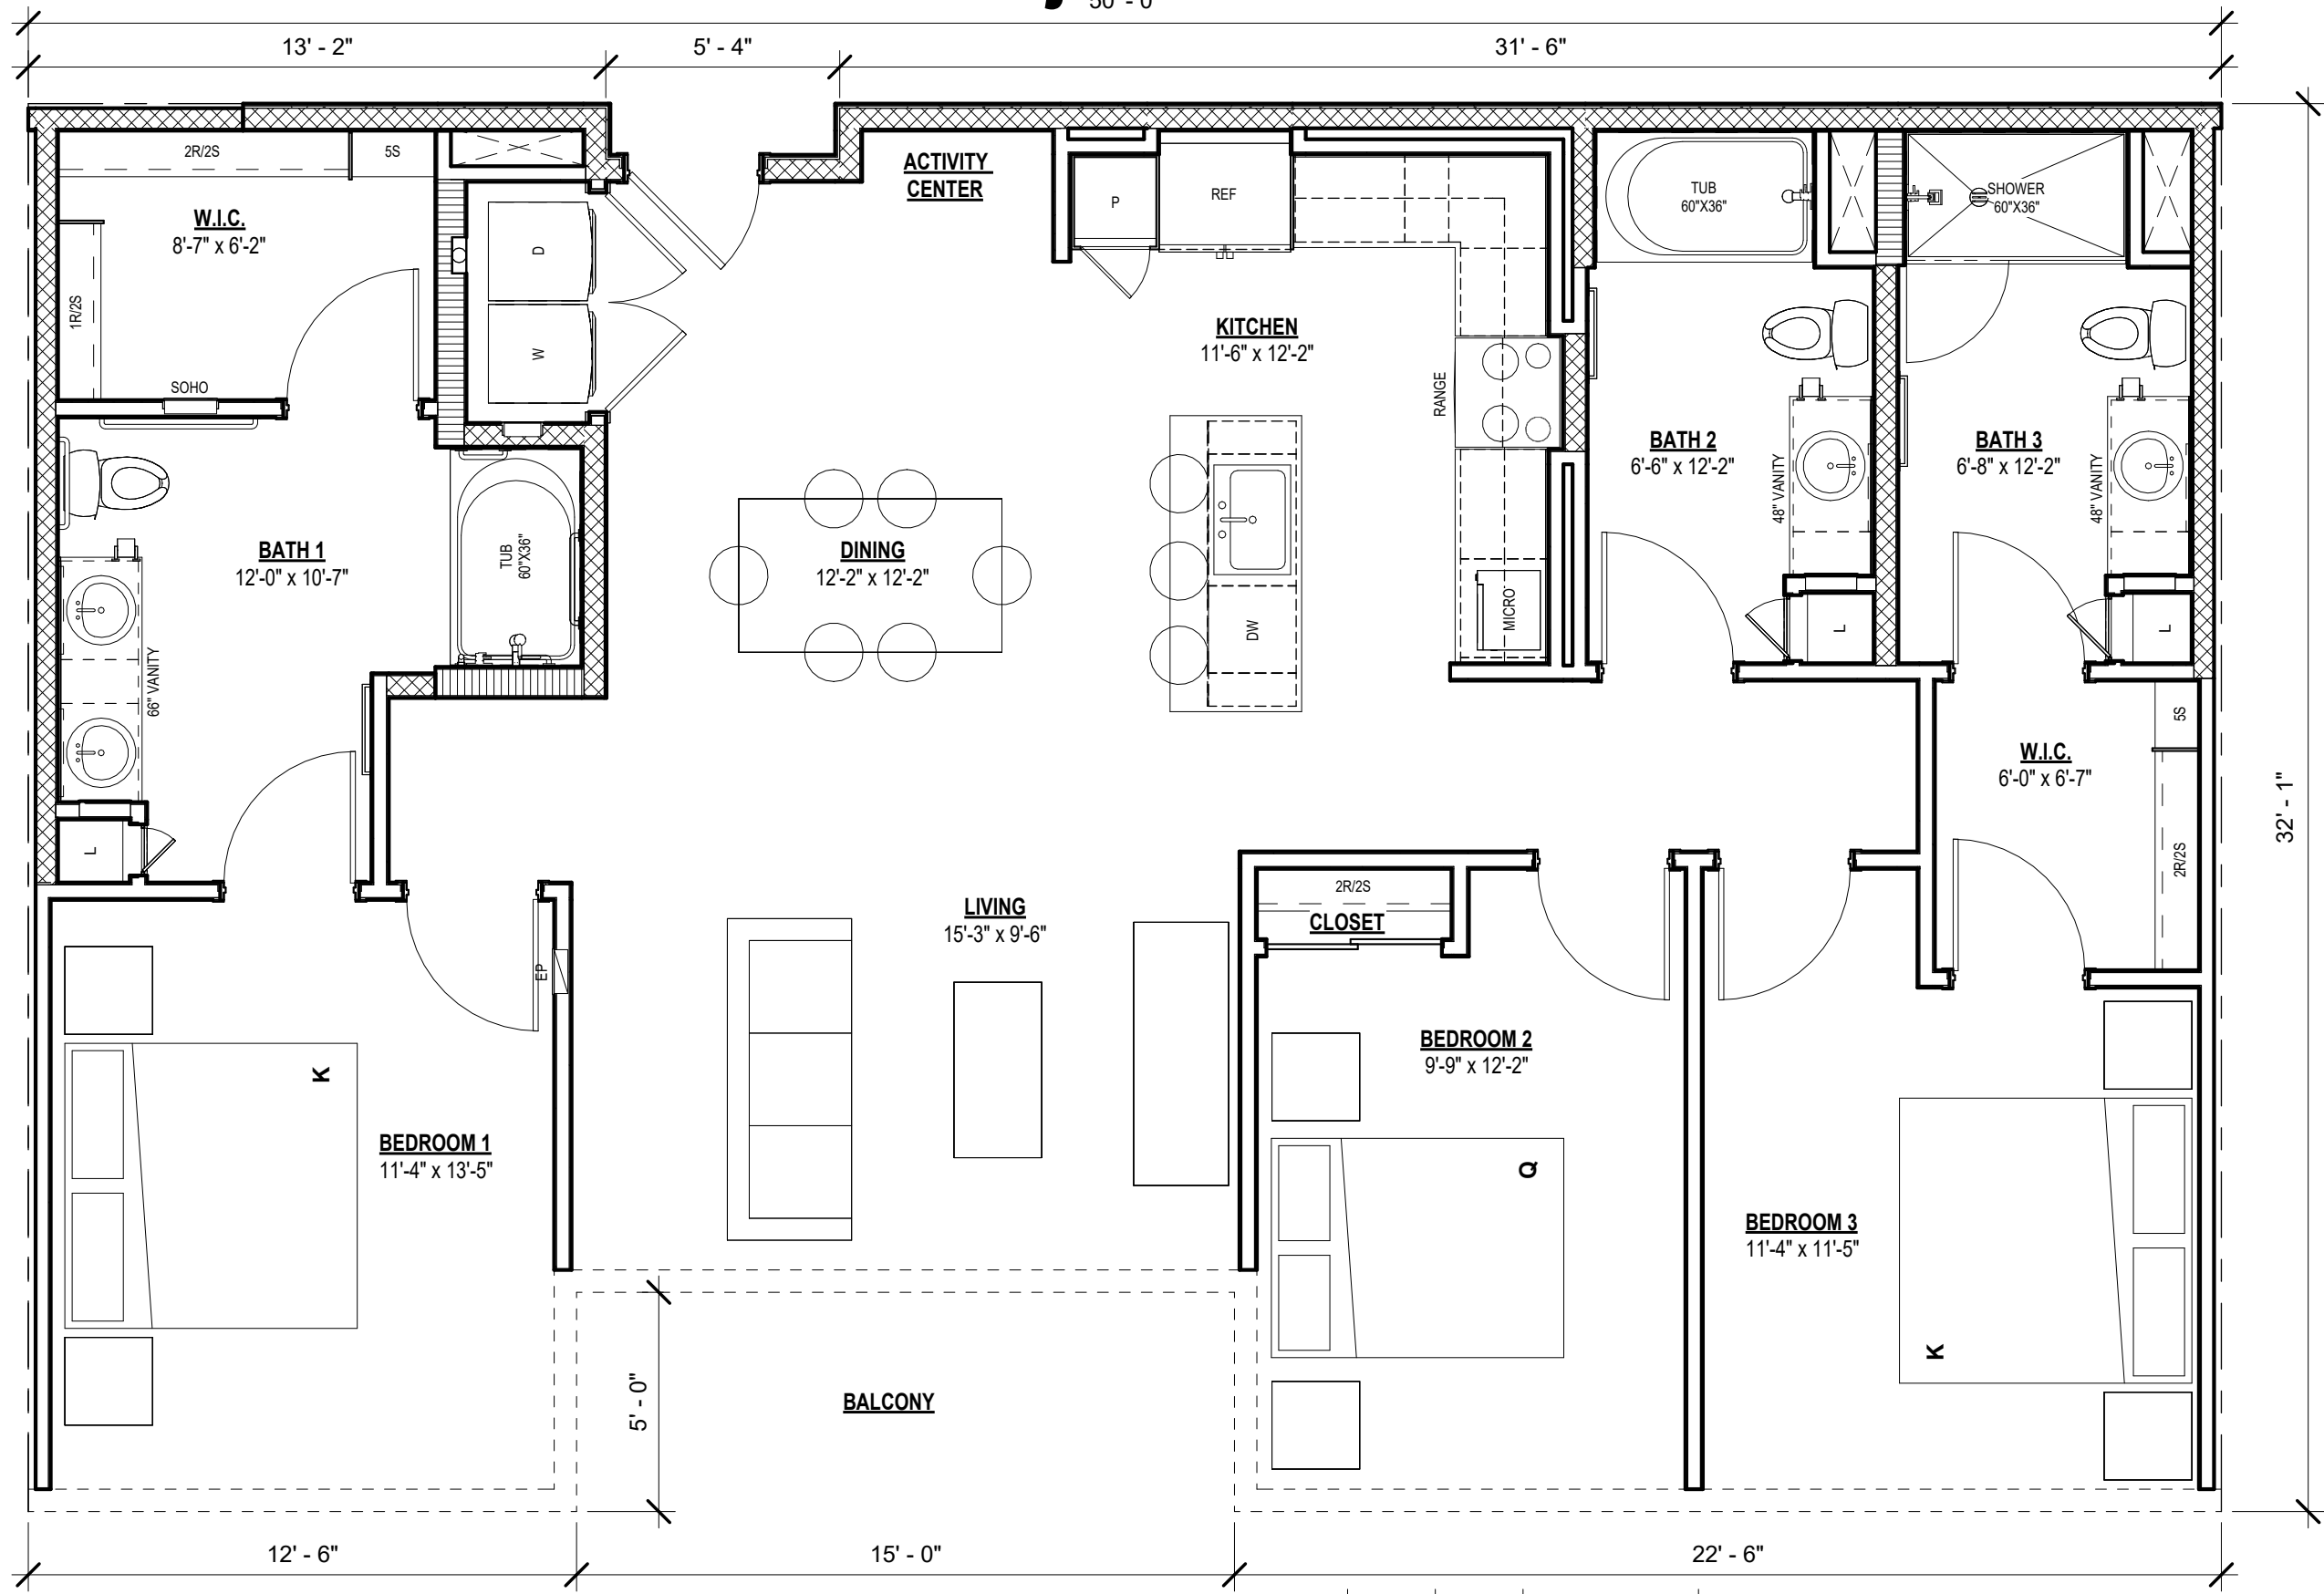 50' - 0"
13' - 2"
5' - 4"
31' - 6"
2R/2S
5S
W.I.C.
8'-7" x 6'-2"
1R/2S
SOHO
D
W
ACTIVITY
CENTER
P
REF
KITCHEN
11'-6" x 12'-2"
RANGE
TUB
60"X36"
SHOWER
60"X36"
BATH 2
6'-6" x 12'-2"
48" VANITY
BATH 3
6'-8" x 12'-2"
48" VANITY
BATH 1
12'-0" x 10'-7"
TUB
60"X36"
66" VANITY
L
DINING
12'-2" x 12'-2"
DW
MICRO
L
L
5S
W.I.C.
6'-0" x 6'-7"
2R/2S
32' - 1"
LIVING
15'-3" x 9'-6"
2R/2S
CLOSET
EP
K
BEDROOM 1
11'-4" x 13'-5"
BEDROOM 2
9'-9" x 12'-2"
Q
BEDROOM 3
11'-4" x 11'-5"
K
5' - 0"
BALCONY
12' - 6"
15' - 0"
22' - 6"